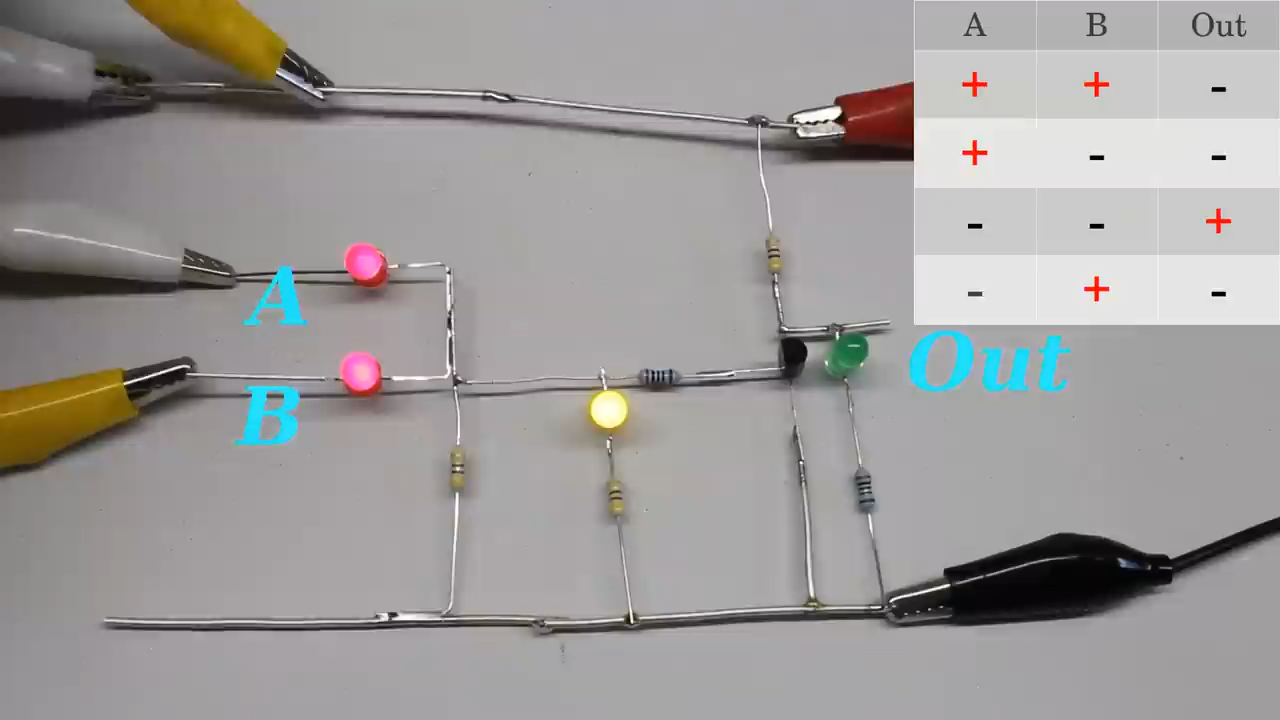 A B Out
+ + -
+ - -
- - +
- + -
A
Out
B